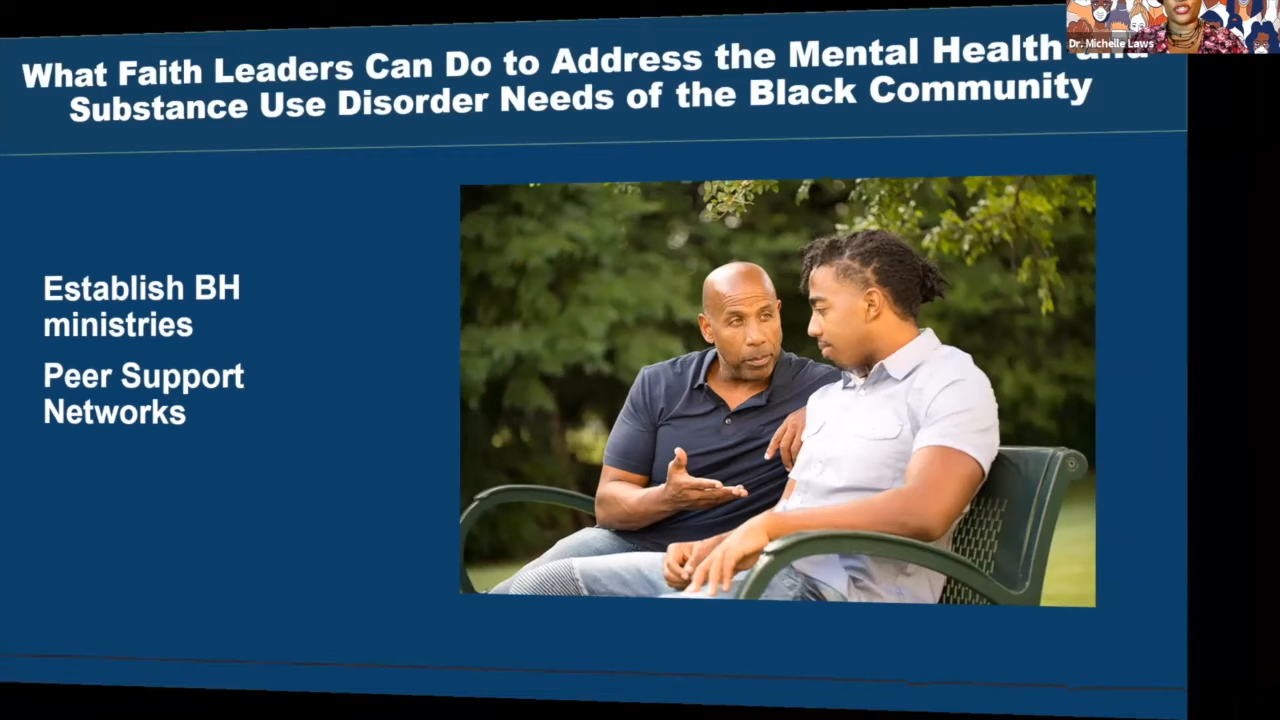 What Faith Leaders Can Do to Address the Mental Health and
Substance Use Disorder Needs of the Black Community
Establish BH
ministries
Peer Support
Networks
Dr. Michelle Laws